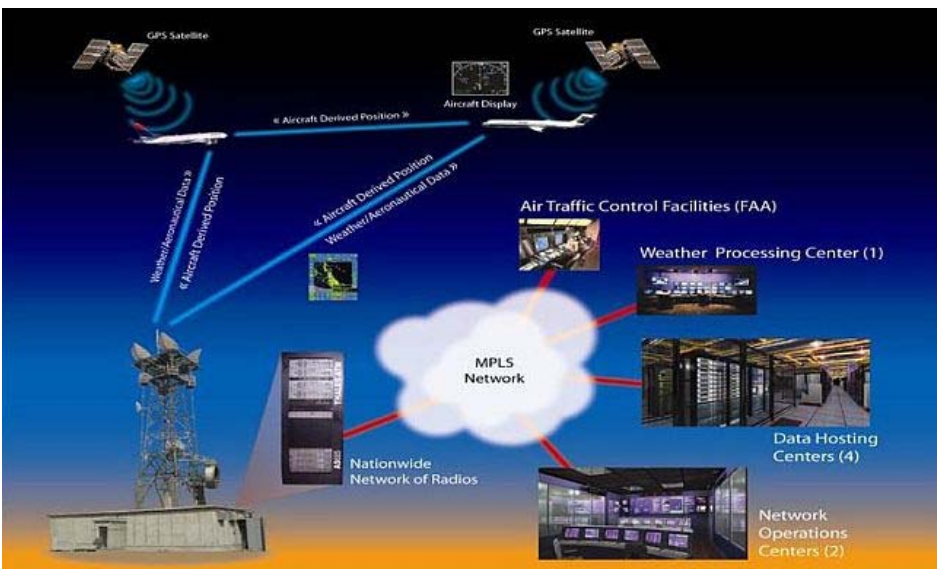 GPS Satellite
GPS Satellite
Aircraft Display
« Aircraft Derived Position »
« Aircraft Derived Position
Weather/Aeronautical Data »
Weather/Aeronautical Data »
« Aircraft Derived Position
Air Traffic Control Facilities (FAA)
Weather Processing Center (1)
MPLS
Network
Data Hosting
Centers (4)
Nationwide
Network of Radios
Network
Operations
Centers (2)